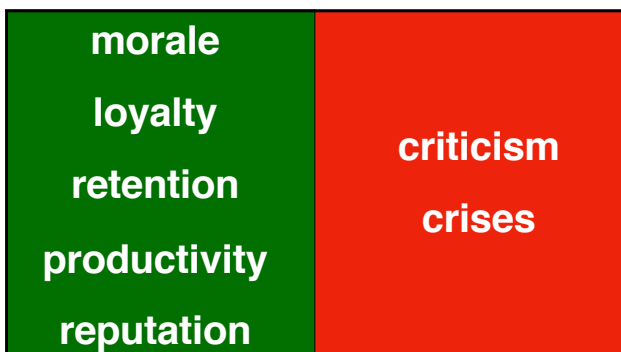 morale
loyalty
retention
productivity
reputation
criticism
crises